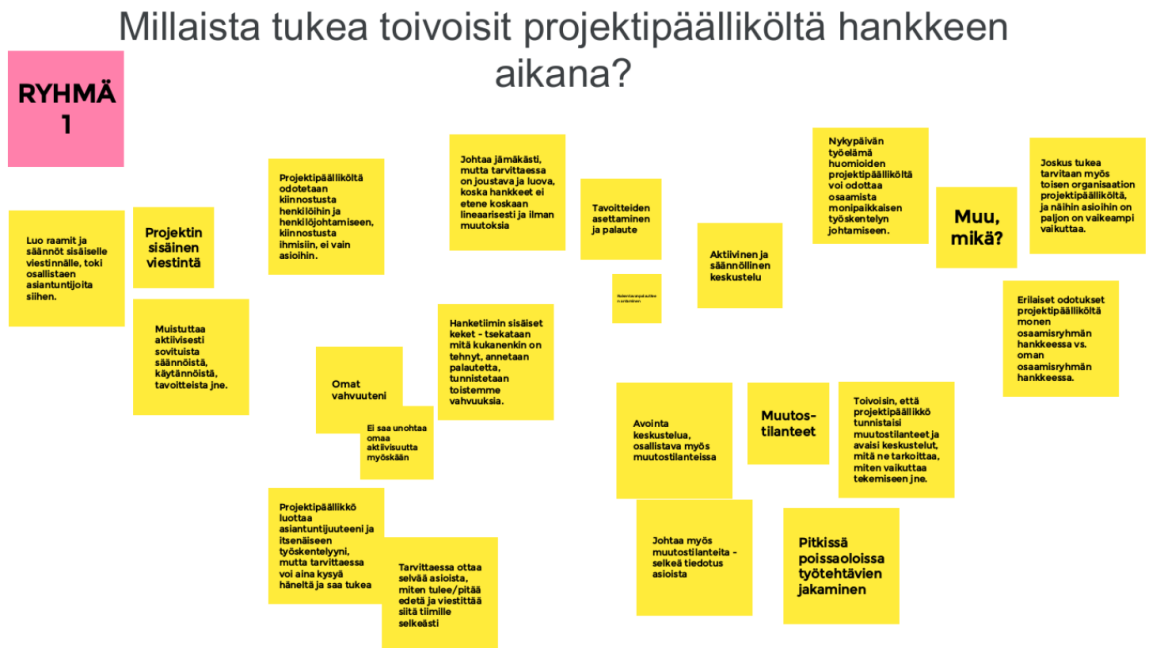 Millaista tukea toivoisit projektipäälliköltä hankkeen
aikana?
RYHMÄ
1
Luo raamit ja
säännöt sisäiselle
viestinnälle, toki
osallistaen
asiantuntijoita
siihen.
Projektin
sisäinen
viestintä
Muistuttaa
aktiivisesti
sovituista
säännöistä,
käytännöistä,
tavoitteista jne.
Projektipäälliköltä
odotetaan
kiinnostusta
henkilöihin ja
henkilöjohtamiseen,
kiinnostusta
ihmisiin, ei vain
asioihin.
Johtaa jämäkästi,
mutta tarvittaessa
on joustava ja luova,
koska hankkeet ei
etene koskaan
lineaarisesti ja ilman
muutoksia
Tavoitteiden
asettaminen
ja palaute
Aktiivinen ja
säännöllinen
keskustelu
Hanketiimin sisäiset
keket - tsekataan
mitä kukanenkin on
tehnyt, annetaan
palautetta,
tunnistetaan
toistemme
vahvuuksia.
Omat
vahvuuteni
Ei saa unohtaa
omaa
aktiivisuutta
myöskään
Projektipäällikkö
luottaa
asiantuntijuuteeni ja
itsenäiseen
työskentelyyni,
mutta tarvittaessa
voi aina kysyä
häneltä ja saa tukea
Tarvittaessa ottaa
selvää asioista,
miten tulee/pitää
edetä ja viestittää
siitä tiimille
selkeästi
Nykypäivän
työelämä
huomioiden
projektipäälliköltä
voi odottaa
osaamista
monipaikkaisen
työskentelyn
johtamiseen.
Muu,
mikä?
Joskus tukea
tarvitaan myös
toisen organisaation
projektipäälliköltä,
ja näihin asioihin on
paljon on vaikeampi
vaikuttaa.
Erilaiset odotukset
projektipäälliköltä
monen
osaamisryhmän
hankkeessa vs.
oman
osaamisryhmän
hankkeessa.
Avointa
keskustelua,
osallistava myös
muutostilanteissa
Muutos-
tilanteet
Toivoisin, että
projektipäällikkö
tunnistaisi
muutostilanteet ja
avaisi keskustelut,
mitä ne tarkoittaa,
miten vaikuttaa
tekemiseen jne.
Johtaa myös
muutostilanteita -
selkeä tiedotus
asioista
Pitkissä
poissaoloissa
työtehtävien
jakaminen